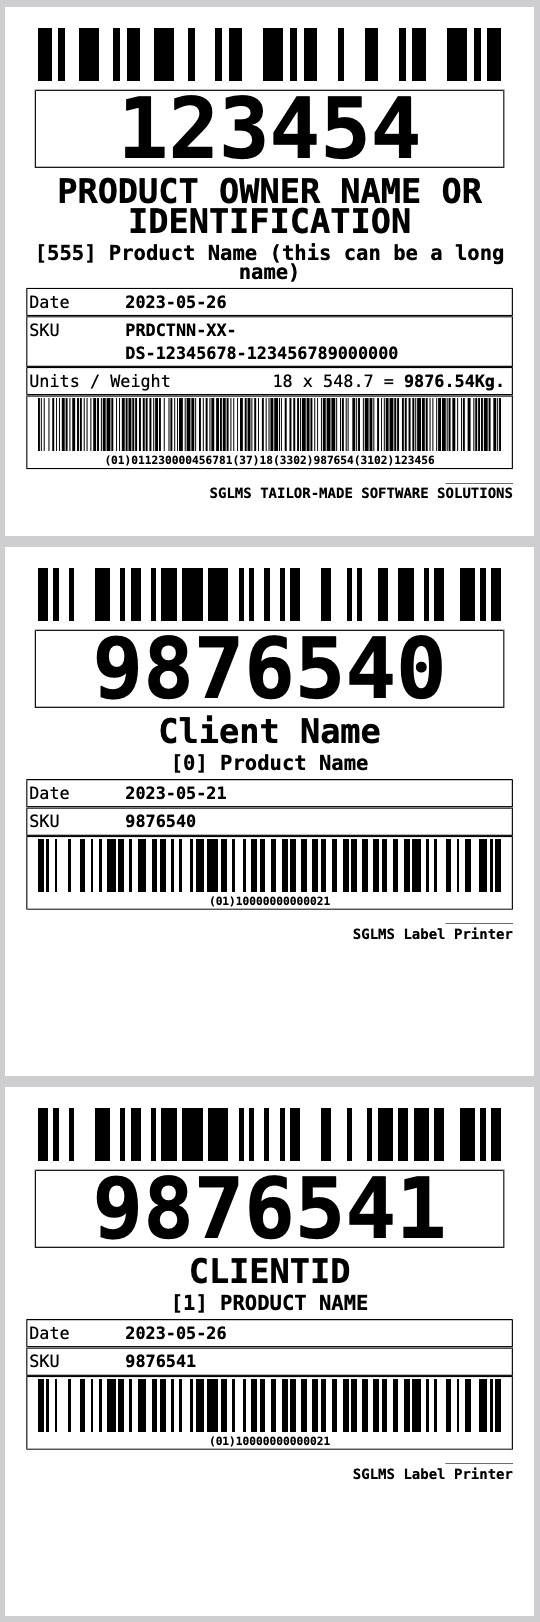 123454
PRODUCT OWNER NAME OR
IDENTIFICATION
[555] Product Name (this can be a long
name)
Date 2023-05-26
SKU PRDCTNN-XX-
DS-12345678-123456789000000
Units / Weight 18 x 548.7 = 9876.54Kg.
(01)011230000456781(37)18(3302)987654(3102)123456
SGLMS TAILOR-MADE SOFTWARE SOLUTIONS
9876540
Client Name
[0] Product Name
Date 2023-05-21
SKU 9876540
(01)10000000000021
SGLMS Label Printer
9876541
CLIENTID
[1] PRODUCT NAME
Date 2023-05-26
SKU 9876541
(01)10000000000021
SGLMS Label Printer